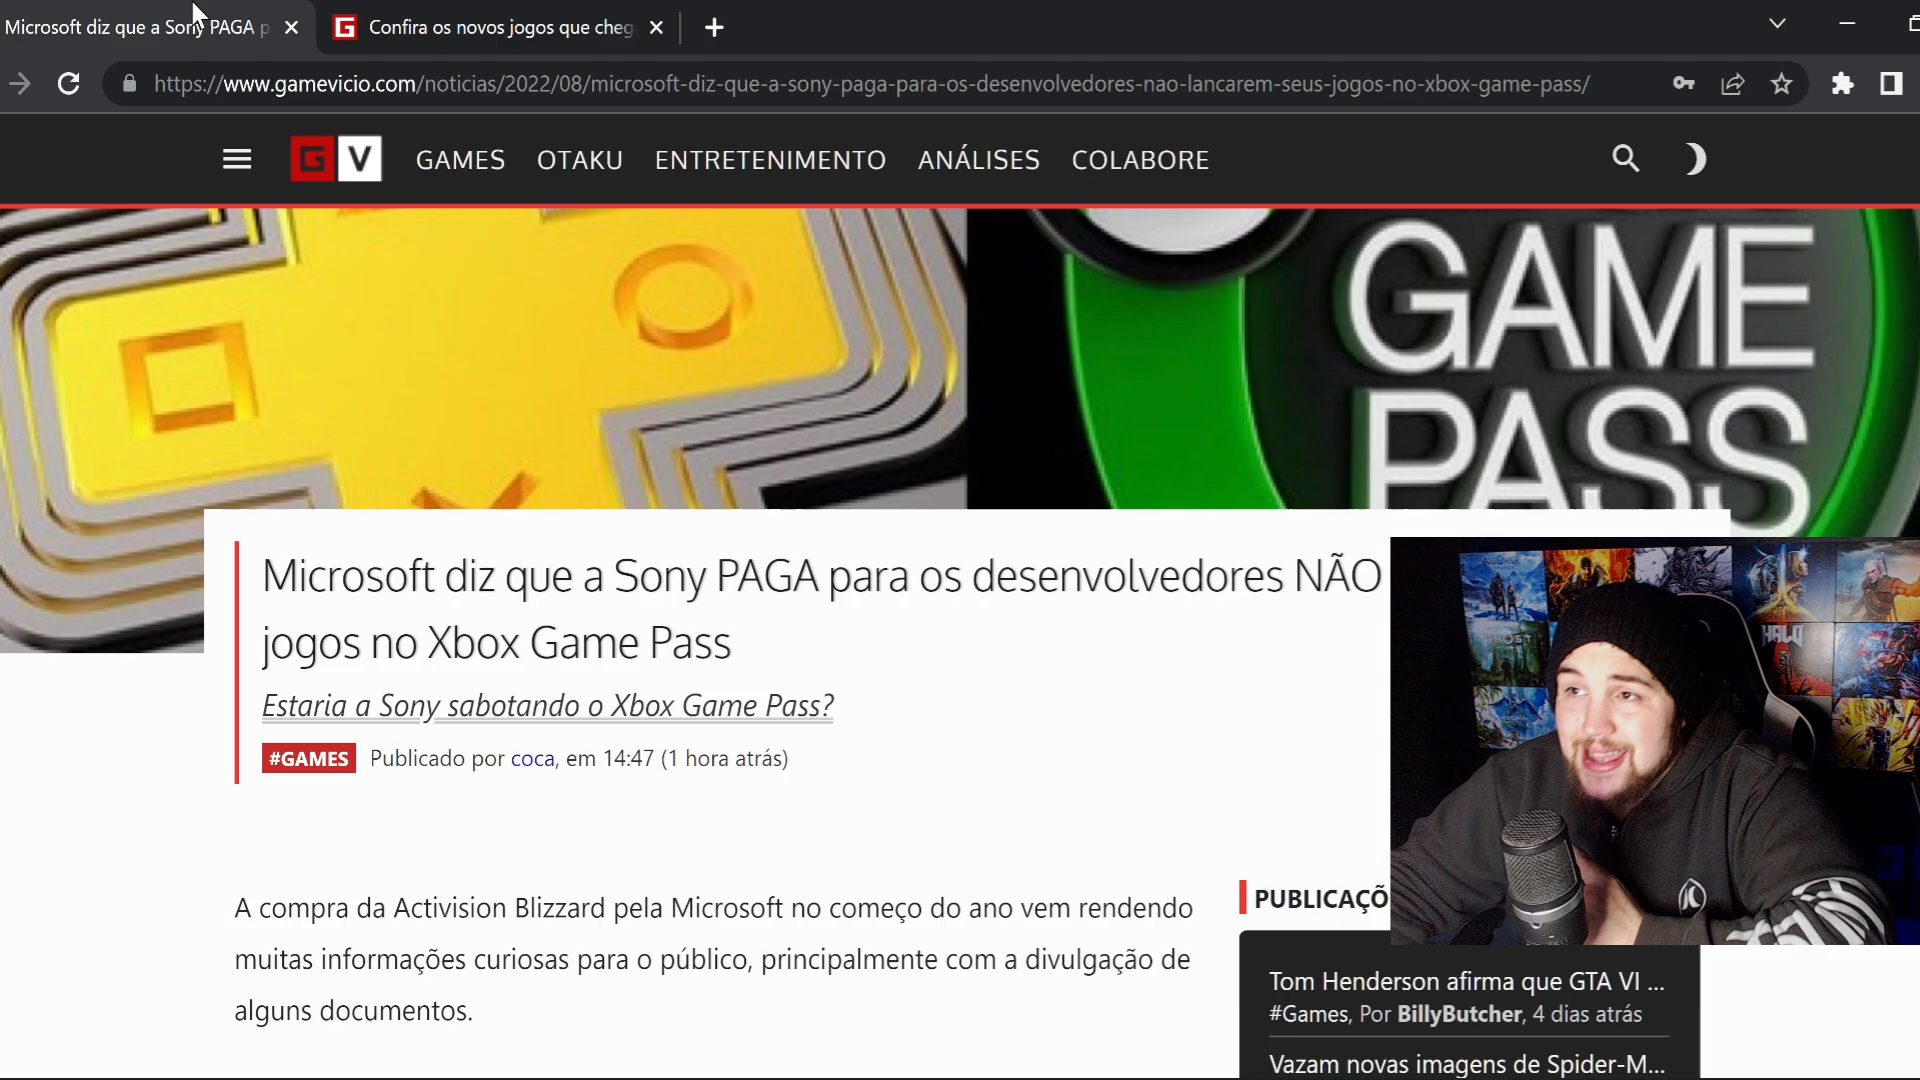 Microsoft diz que a Sony PAGA p
Confira os novos jogos que cheg
https://www.gamevicio.com/noticias/2022/08/microsoft-diz-que-a-sony-paga-para-os-desenvolvedores-nao-lancarem-seus-jogos-no-xbox-game-pass/
G V GAMES OTAKU ENTRETENIMENTO ANÁLISES COLABORE
GAME
PASS
Microsoft diz que a Sony PAGA para os desenvolvedores NÃO
jogos no Xbox Game Pass
Estaria a Sony sabotando o Xbox Game Pass?
#GAMES Publicado por coca, em 14:47 (1 hora atrás)
HALO
GHOST
A compra da Activision Blizzard pela Microsoft no começo do ano vem rendendo
muitas informações curiosas para o público, principalmente com a divulgação de
alguns documentos.
PUBLICAÇÕ
Tom Henderson afirma que GTA VI ...
#Games, Por BillyButcher, 4 dias atrás
Vazam novas imagens de Spider-M...